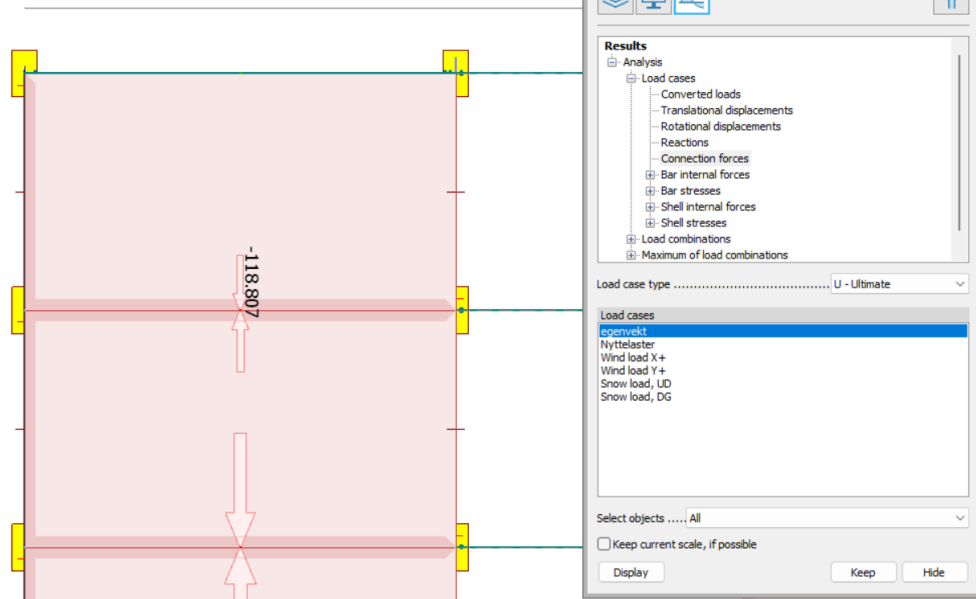 -118.807
Results
Analysis
Load cases
Converted loads
Translational displacements
Rotational displacements
Reactions
Connection forces
Bar internal forces
Bar stresses
Shell internal forces
Shell stresses
Load combinations
Maximum of load combinations
Load case type ........................................ U - Ultimate
Load cases
egenvekt
Nyttelaster
Wind load X+
Wind load Y+
Snow load, UD
Snow load, DG
Select objects ..... All
Keep current scale, if possible
Display Keep Hide